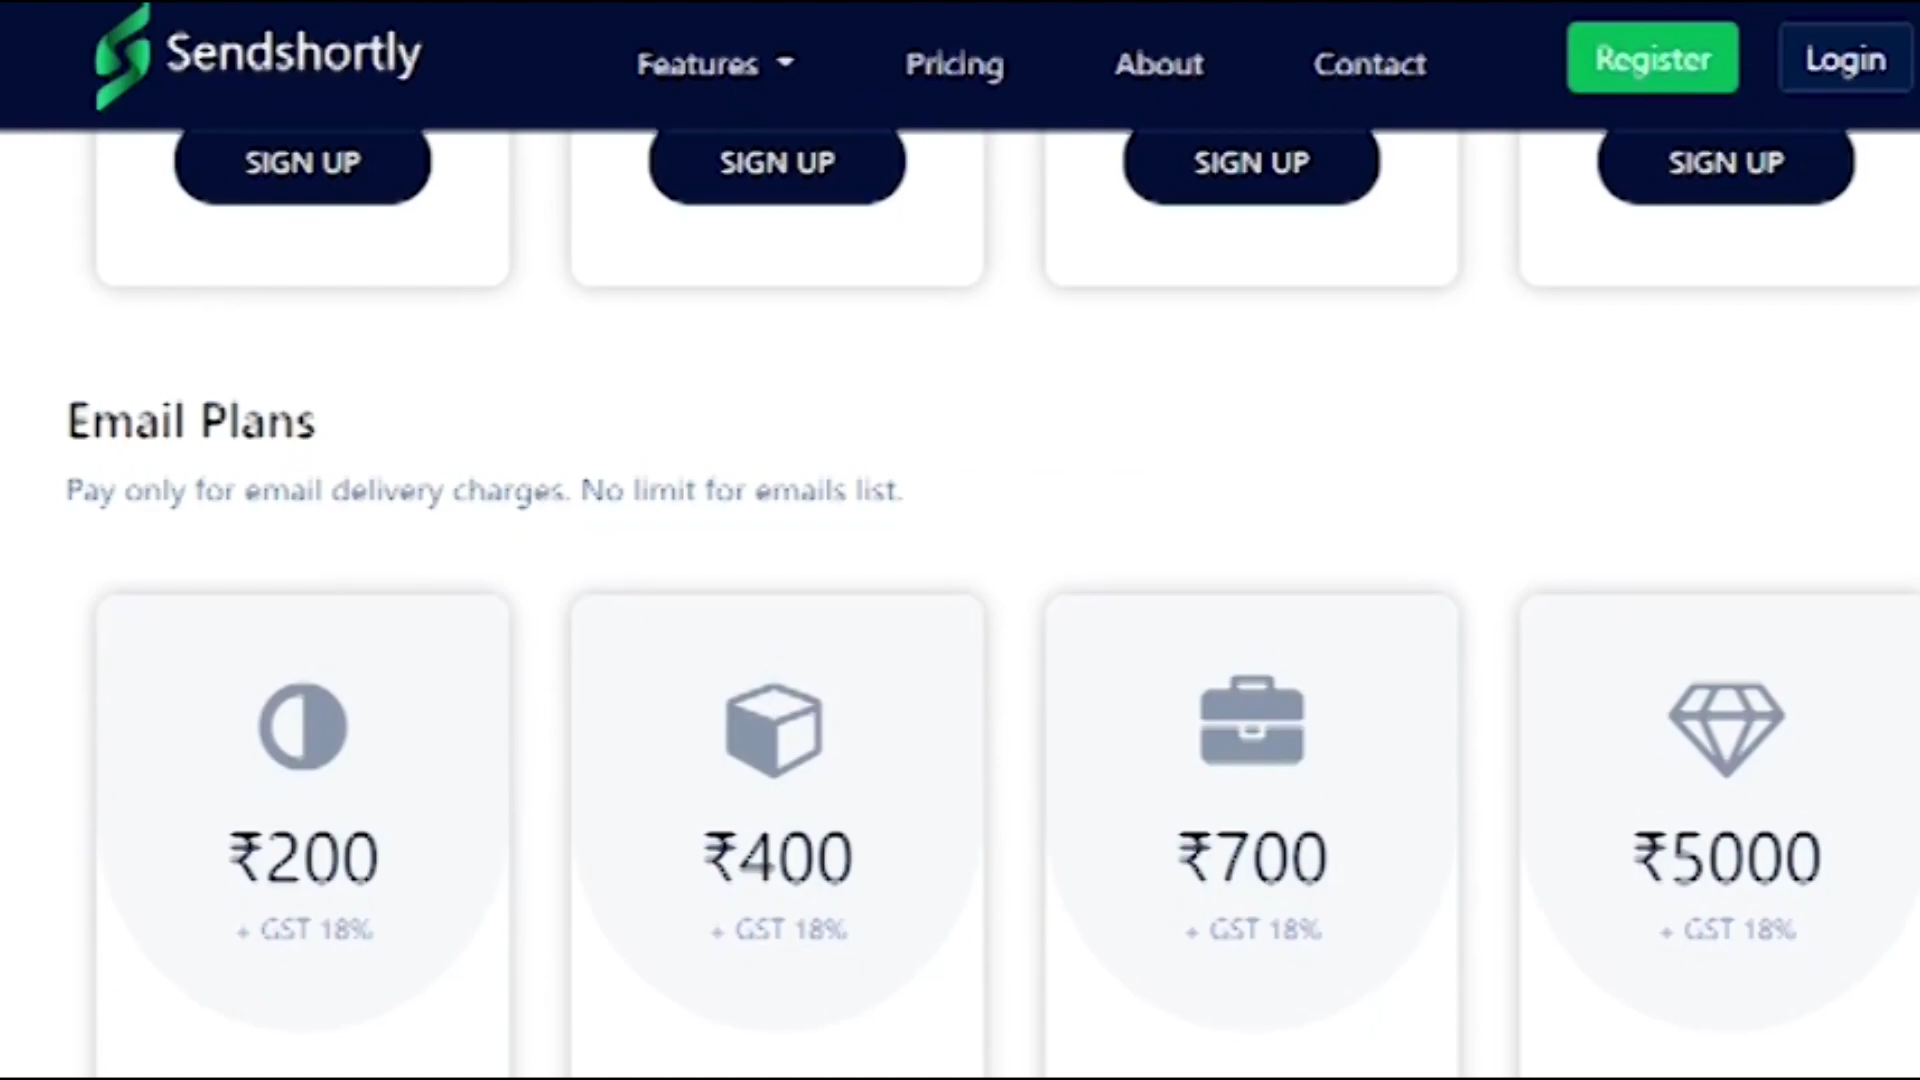 Sendshortly
Features Pricing About Contact Register Login
SIGN UP SIGN UP SIGN UP SIGN UP
Email Plans
Pay only for email delivery charges. No limit for emails list.
₹200 ₹400 ₹700 ₹5000
+ GST 18% + GST 18% + GST 18% + GST 18%